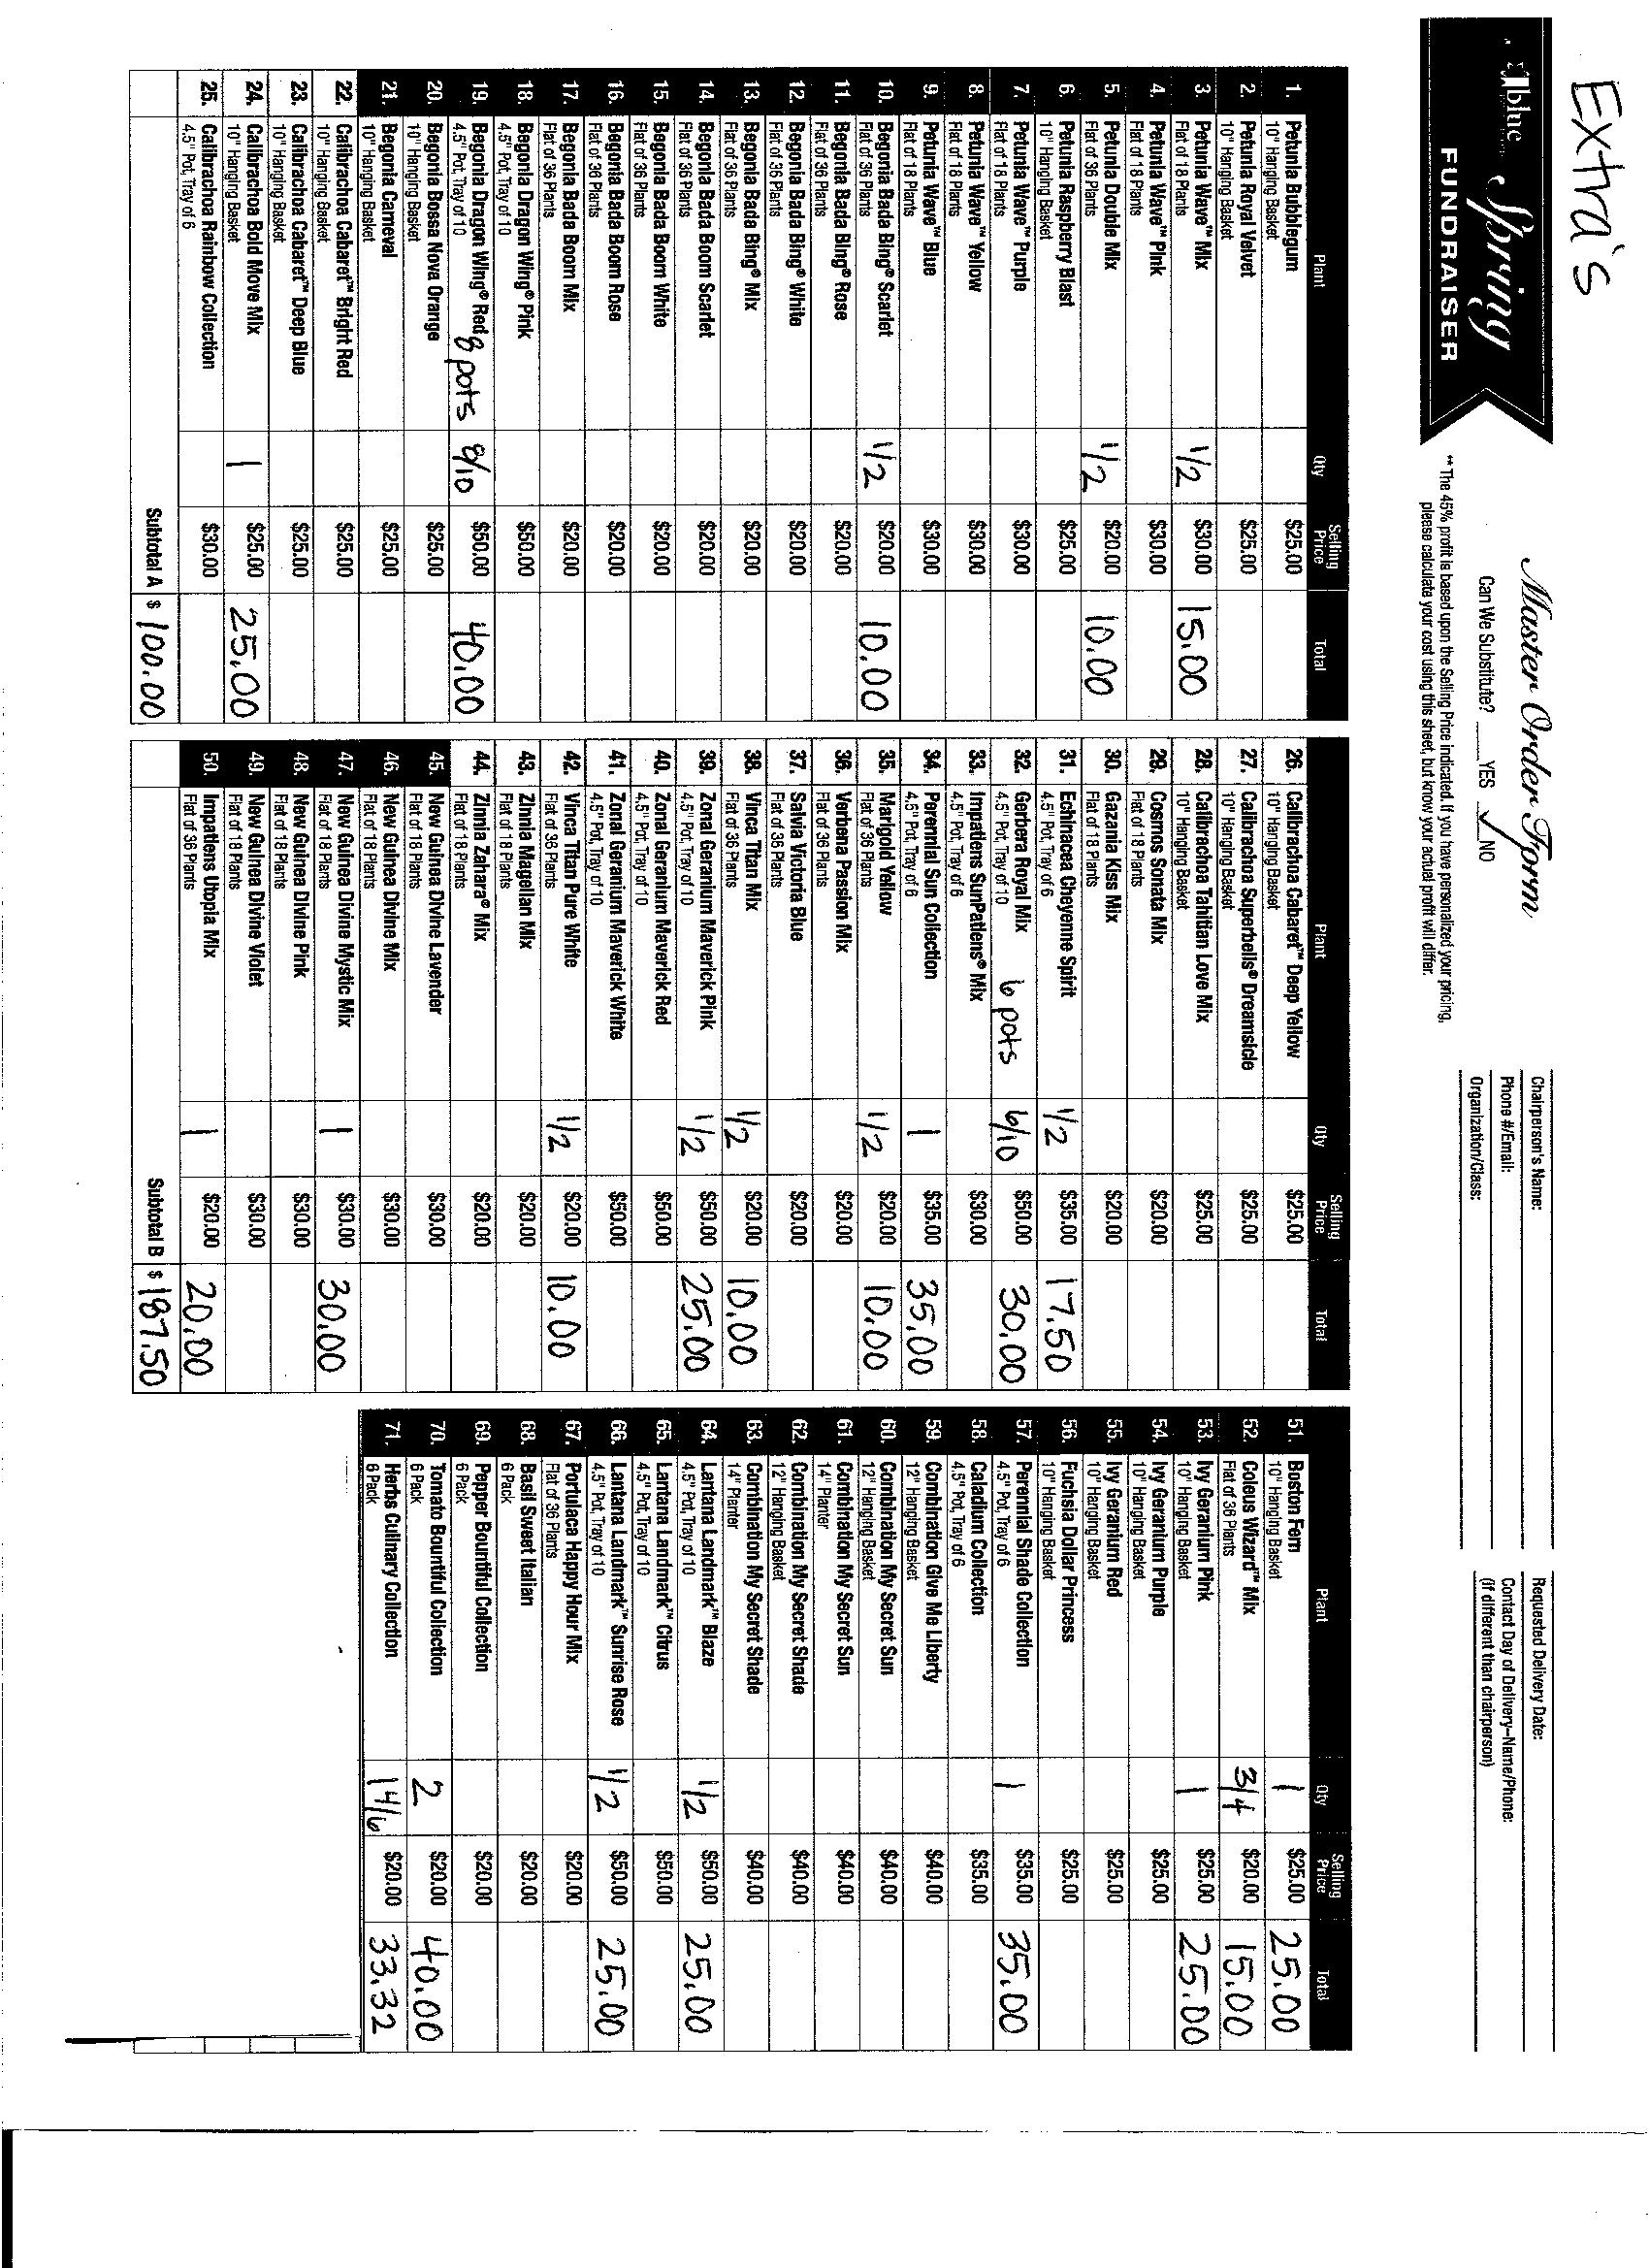 Extra's
blue
Spring
FUNDRAISER
Master Order Form
Can We Substitute? ____YES __✓__NO
** The 45% profit is based upon the Selling Price indicated. If you have personalized your pricing,
please calculate your cost using this sheet, but know your actual profit will differ.
Chairperson's Name:
Phone #/Email:
Organization/Class:
Requested Delivery Date:
Contact Day of Delivery–Name/Phone:
(if different than chairperson)
Plant Qty Selling Price Total
1. Petunia Bubblegum $25.00
10" Hanging Basket
2. Petunia Royal Velvet $25.00
10" Hanging Basket
3. Petunia Wave™ Mix 1/2 $30.00 15.00
Flat of 18 Plants
4. Petunia Wave™ Pink $30.00
Flat of 18 Plants
5. Petunia Double Mix 1/2 $20.00 10.00
Flat of 36 Plants
6. Petunia Raspberry Blast $25.00
10" Hanging Basket
7. Petunia Wave™ Purple $30.00
Flat of 18 Plants
8. Petunia Wave™ Yellow $30.00
Flat of 18 Plants
9. Petunia Wave™ Blue $30.00
Flat of 18 Plants
10. Begonia Bada Bing® Scarlet 1/2 $20.00 10.00
Flat of 36 Plants
11. Begonia Bada Bing® Rose $20.00
Flat of 36 Plants
12. Begonia Bada Bing® White $20.00
Flat of 36 Plants
13. Begonia Bada Bing® Mix $20.00
Flat of 36 Plants
14. Begonia Bada Boom Scarlet $20.00
Flat of 36 Plants
15. Begonia Bada Boom White $20.00
Flat of 36 Plants
16. Begonia Bada Boom Rose $20.00
Flat of 36 Plants
17. Begonia Bada Boom Mix $20.00
Flat of 36 Plants
18. Begonia Dragon Wing® Pink $50.00
4.5" Pot, Tray of 10
19. Begonia Dragon Wing® Red 8 pots 8/10 $50.00 40.00
4.5" Pot, Tray of 10
20. Begonia Bossa Nova Orange $25.00
10" Hanging Basket
21. Begonia Carneval $25.00
10" Hanging Basket
22. Calibrachoa Cabaret™ Bright Red $25.00
10" Hanging Basket
23. Calibrachoa Cabaret™ Deep Blue $25.00
10" Hanging Basket
24. Calibrachoa Bold Move Mix 1 $25.00 25.00
10" Hanging Basket
25. Calibrachoa Rainbow Collection $30.00
4.5" Pot, Tray of 6
Subtotal A $ 100.00
Plant Qty Selling Price Total
26. Calibrachoa Cabaret™ Deep Yellow $25.00
10" Hanging Basket
27. Calibrachoa Superbells® Dreamsicle $25.00
10" Hanging Basket
28. Calibrachoa Tahitian Love Mix $25.00
10" Hanging Basket
29. Cosmos Sonata Mix $20.00
Flat of 18 Plants
30. Gazania Kiss Mix $20.00
Flat of 18 Plants
31. Echinacea Cheyenne Spirit 1/2 $35.00 17.50
4.5" Pot, Tray of 6
32. Gerbera Royal Mix 6 pots 6/10 $50.00 30.00
4.5" Pot, Tray of 10
33. Impatiens SunPatiens® Mix $30.00
4.5" Pot, Tray of 6
34. Perennial Sun Collection 1 $35.00 35.00
4.5" Pot, Tray of 6
35. Marigold Yellow 1/2 $20.00 10.00
Flat of 36 Plants
36. Verbena Passion Mix $20.00
Flat of 36 Plants
37. Salvia Victoria Blue $20.00
Flat of 36 Plants
38. Vinca Titan Mix 1/2 $20.00 10.00
Flat of 36 Plants
39. Zonal Geranium Maverick Pink 1/2 $50.00 25.00
4.5" Pot, Tray of 10
40. Zonal Geranium Maverick Red $50.00
4.5" Pot, Tray of 10
41. Zonal Geranium Maverick White $50.00
4.5" Pot, Tray of 10
42. Vinca Titan Pure White 1/2 $20.00 10.00
Flat of 36 Plants
43. Zinnia Magellan Mix $20.00
Flat of 18 Plants
44. Zinnia Zahara® Mix $20.00
Flat of 18 Plants
45. New Guinea Divine Lavender $30.00
Flat of 18 Plants
46. New Guinea Divine Mix $30.00
Flat of 18 Plants
47. New Guinea Divine Mystic Mix 1 $30.00 30.00
Flat of 18 Plants
48. New Guinea Divine Pink $30.00
Flat of 18 Plants
49. New Guinea Divine Violet $30.00
Flat of 18 Plants
50. Impatiens Utopia Mix 1 $20.00 20.00
Flat of 36 Plants
Subtotal B $ 187.50
Plant Qty Selling Price Total
51. Boston Fern 1 $25.00 25.00
10" Hanging Basket
52. Coleus Wizard™ Mix 3/4 $20.00 15.00
Flat of 36 Plants
53. Ivy Geranium Pink 1 $25.00 25.00
10" Hanging Basket
54. Ivy Geranium Purple $25.00
10" Hanging Basket
55. Ivy Geranium Red $25.00
10" Hanging Basket
56. Fuchsia Dollar Princess $25.00
10" Hanging Basket
57. Perennial Shade Collection 1 $35.00 35.00
4.5" Pot, Tray of 6
58. Caladium Collection $35.00
4.5" Pot, Tray of 6
59. Combination Give Me Liberty $40.00
12" Hanging Basket
60. Combination My Secret Sun $40.00
12" Hanging Basket
61. Combination My Secret Sun $40.00
14" Planter
62. Combination My Secret Shade $40.00
12" Hanging Basket
63. Combination My Secret Shade $40.00
14" Planter
64. Lantana Landmark™ Blaze 1/2 $50.00 25.00
4.5" Pot, Tray of 10
65. Lantana Landmark™ Citrus $50.00
4.5" Pot, Tray of 10
66. Lantana Landmark™ Sunrise Rose 1/2 $50.00 25.00
4.5" Pot, Tray of 10
67. Portulaca Happy Hour Mix $20.00
Flat of 36 Plants
68. Basil Sweet Italian $20.00
6 Pack
69. Pepper Bountiful Collection $20.00
6 Pack
70. Tomato Bountiful Collection 2 $20.00 40.00
6 Pack
71. Herbs Culinary Collection 1 4/6 $20.00 33.32
6 Pack